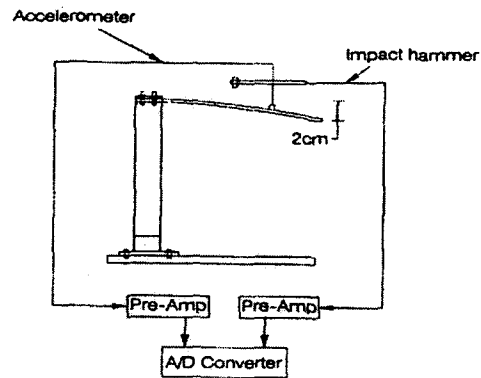 Accelerometer
Impact hammer
2cm
Pre-Amp
Pre-Amp
A/D Converter